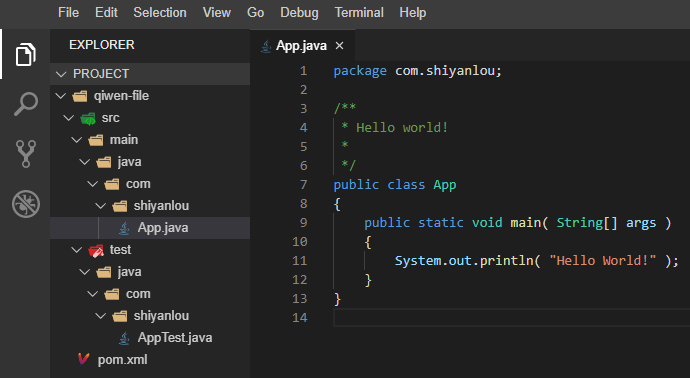 File Edit Selection View Go Debug Terminal Help
EXPLORER
PROJECT
qiwen-file
src
main
java
com
shiyanlou
App.java
test
java
com
shiyanlou
AppTest.java
pom.xml
App.java ×
1 package com.shiyanlou;
2
3 /**
4 * Hello world!
5 *
6 */
7 public class App
8 {
9 public static void main( String[] args )
10 {
11 System.out.println( "Hello World!" );
12 }
13 }
14